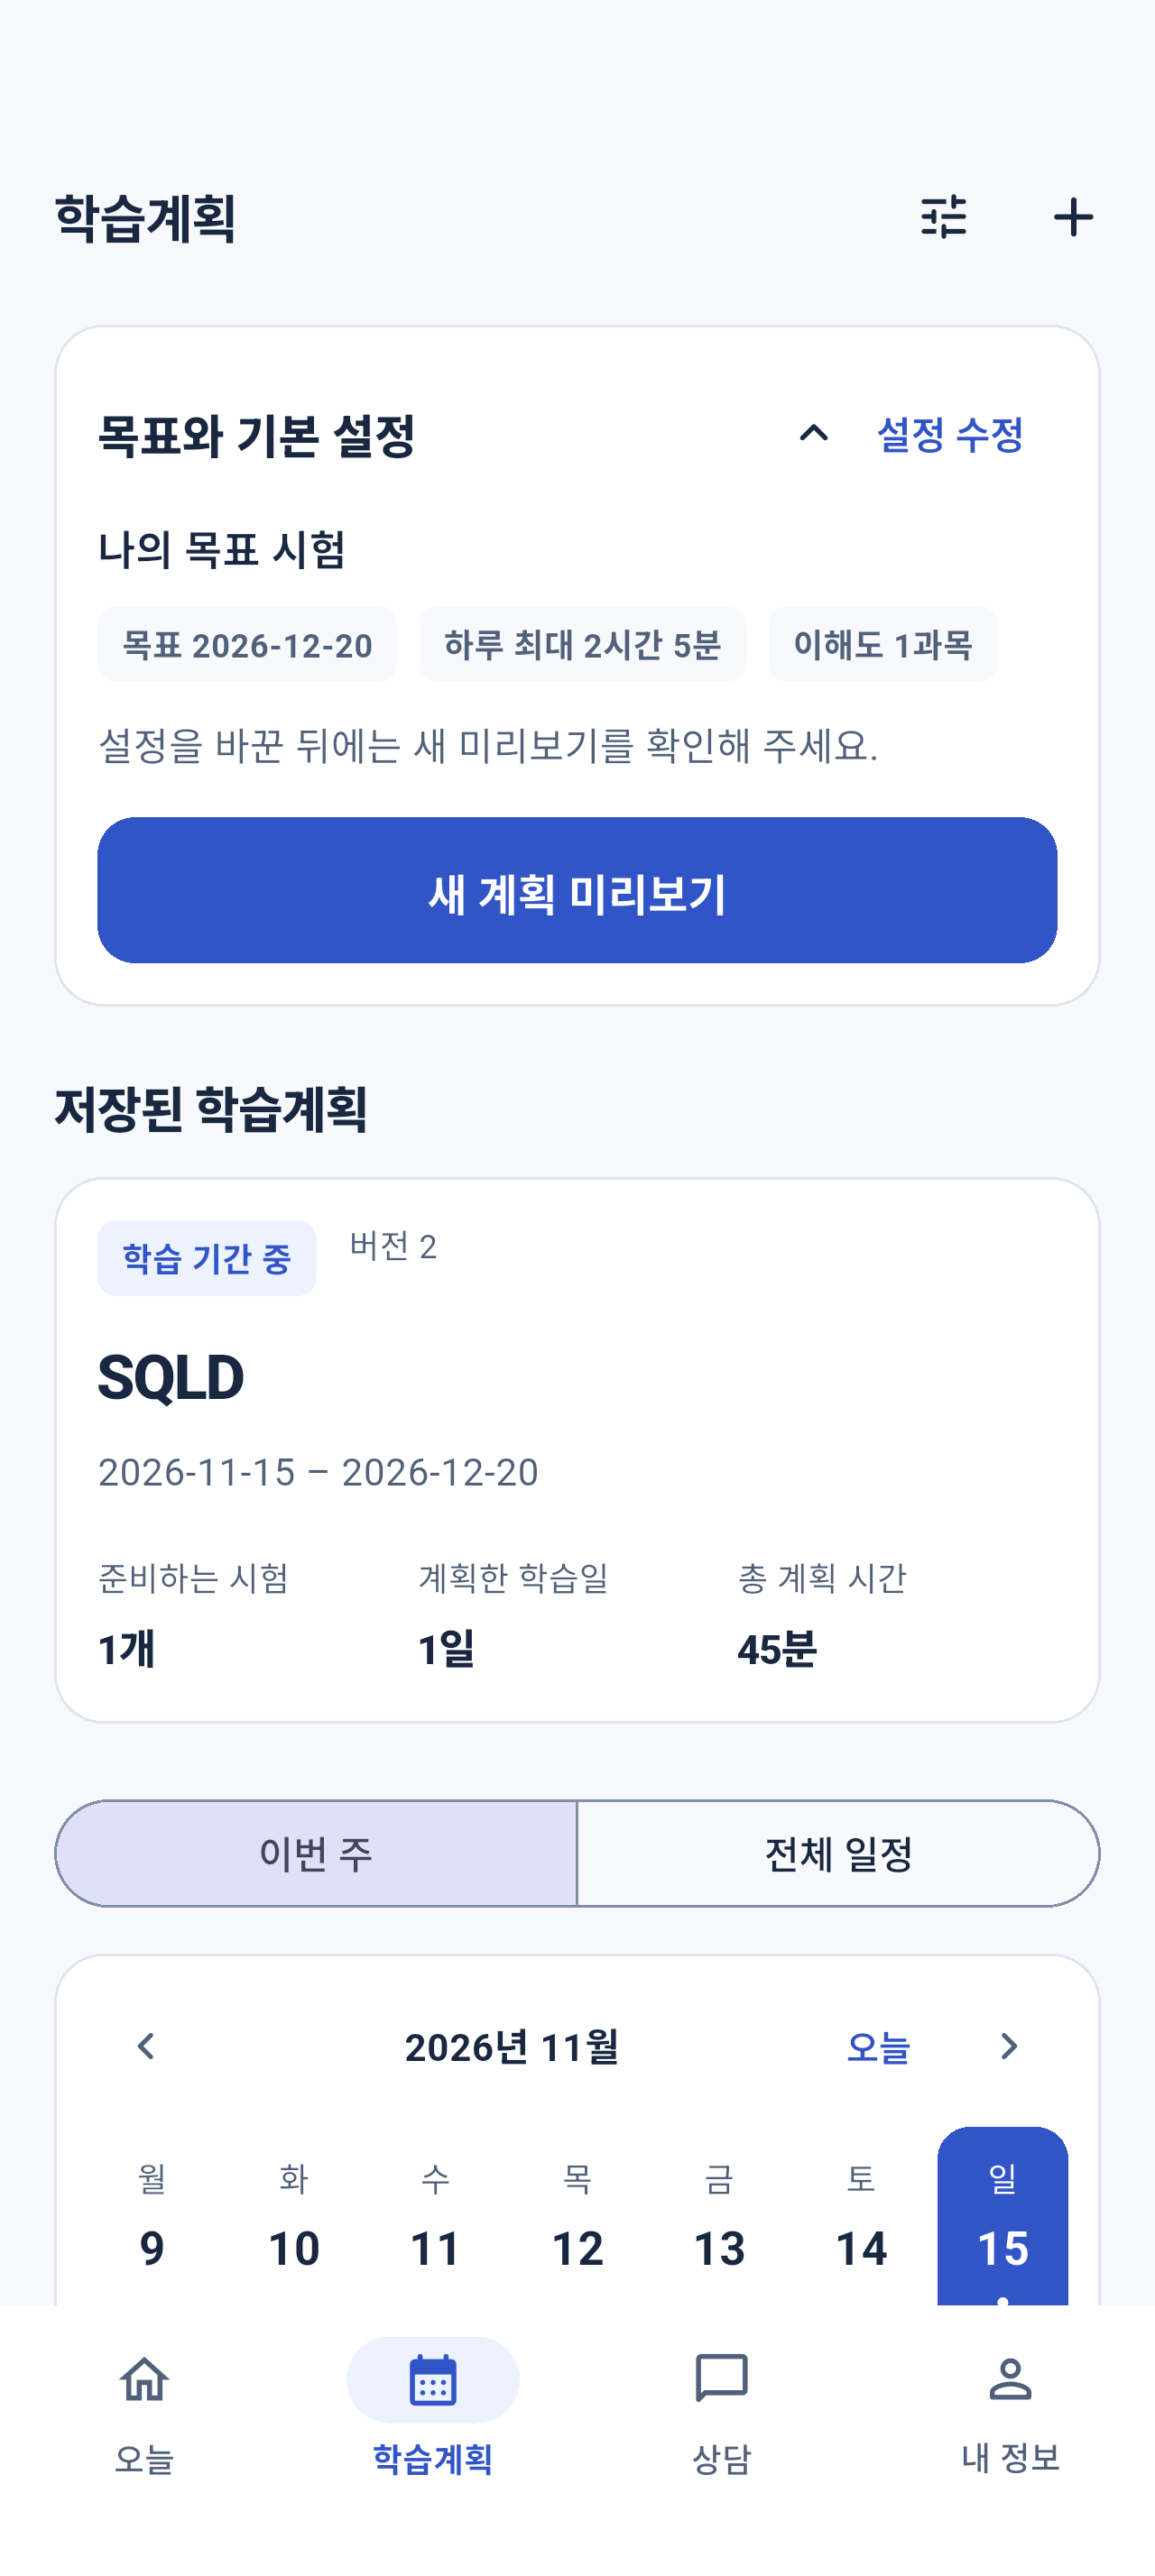 학습계획
목표와 기본 설정
설정 수정
나의 목표 시험
목표 2026-12-20
하루 최대 2시간 5분
이해도 1과목
설정을 바꾼 뒤에는 새 미리보기를 확인해 주세요.
새 계획 미리보기
저장된 학습계획
학습 기간 중
버전 2
SQLD
2026-11-15 – 2026-12-20
준비하는 시험 계획한 학습일 총 계획 시간
1개 1일 45분
이번 주 전체 일정
2026년 11월 오늘
월 화 수 목 금 토 일
9 10 11 12 13 14 15
오늘 학습계획 상담 내 정보